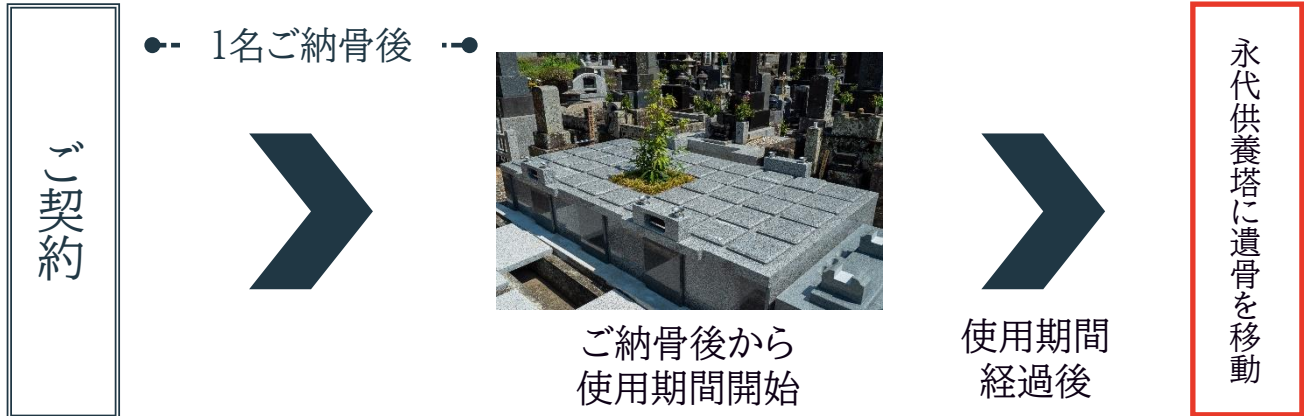 ご契約
1名ご納骨後
ご納骨後から
使用期間開始
使用期間
経過後
永代供養塔に遺骨を移動